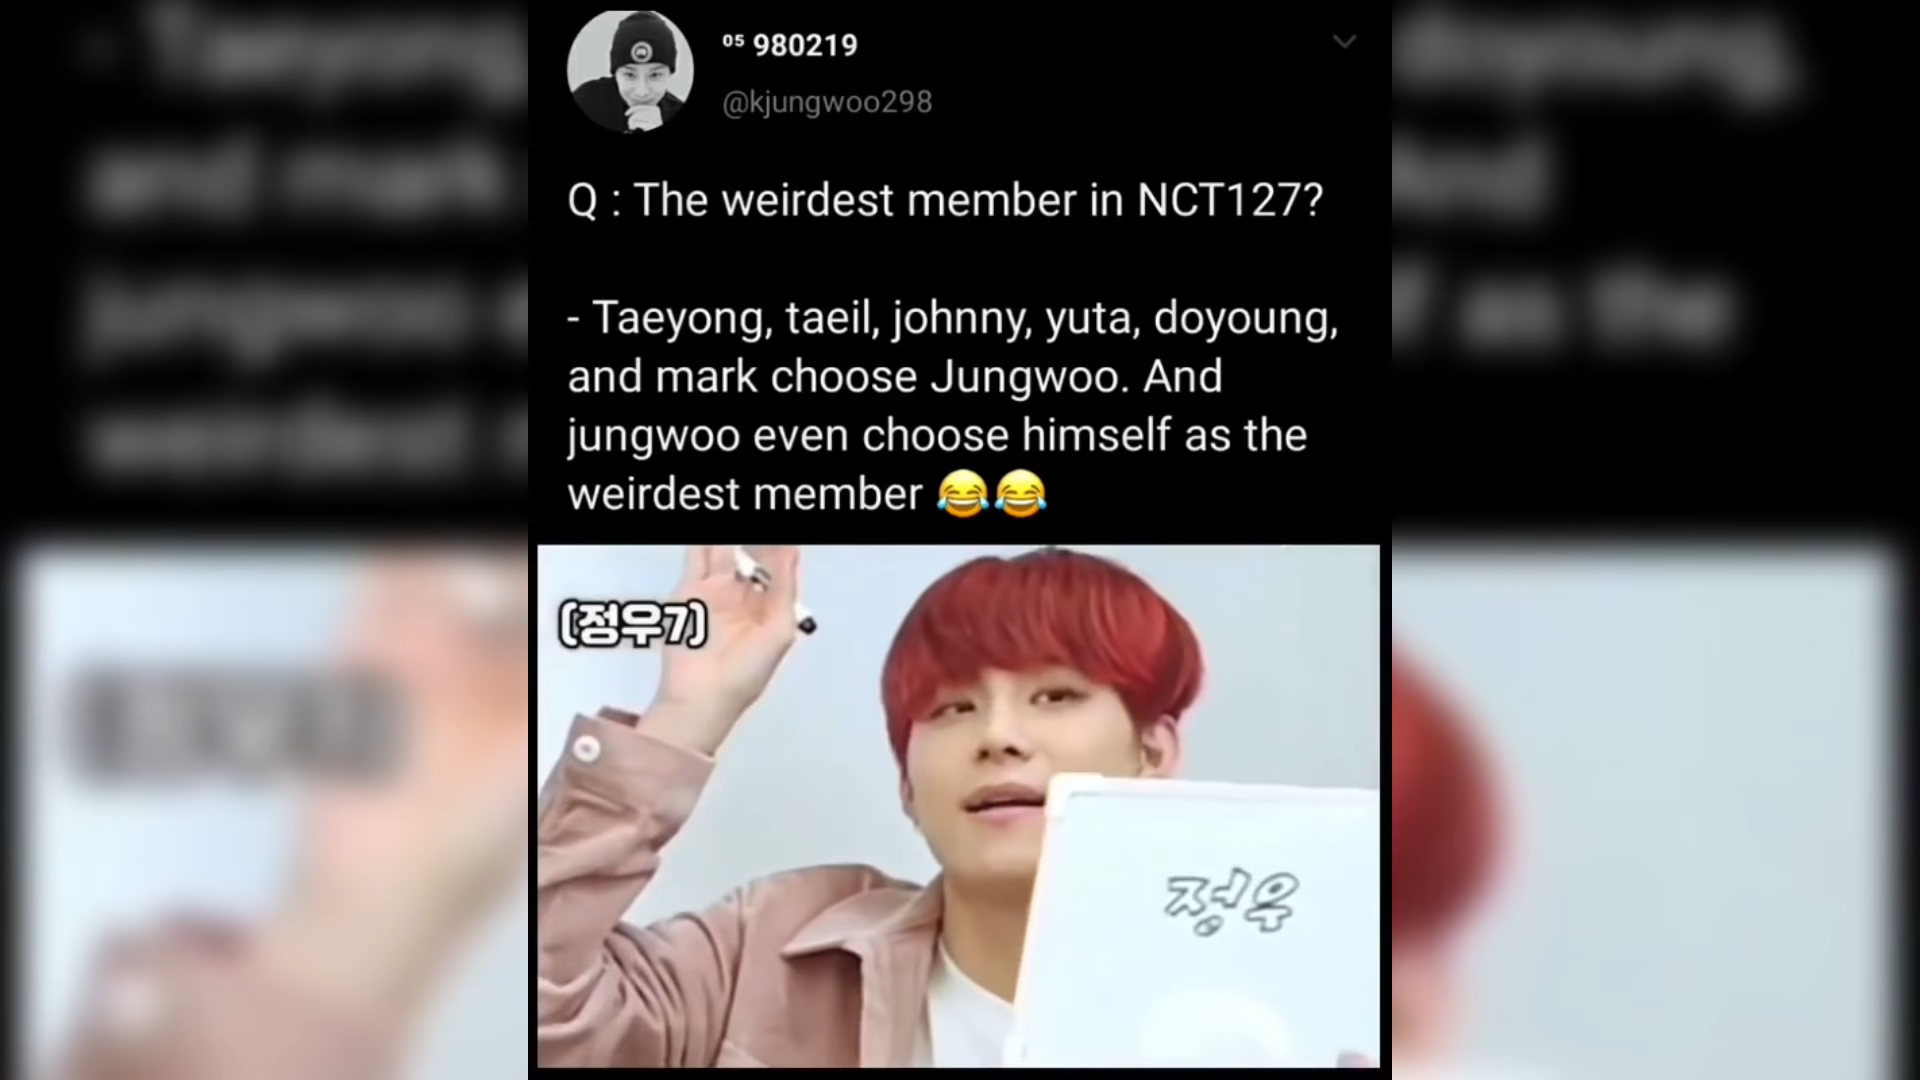 ⁰⁵ 980219
@kjungwoo298
Q : The weirdest member in NCT127?
- Taeyong, taeil, johnny, yuta, doyoung,
and mark choose Jungwoo. And
jungwoo even choose himself as the
weirdest member 😂😂
(정우7)
정우